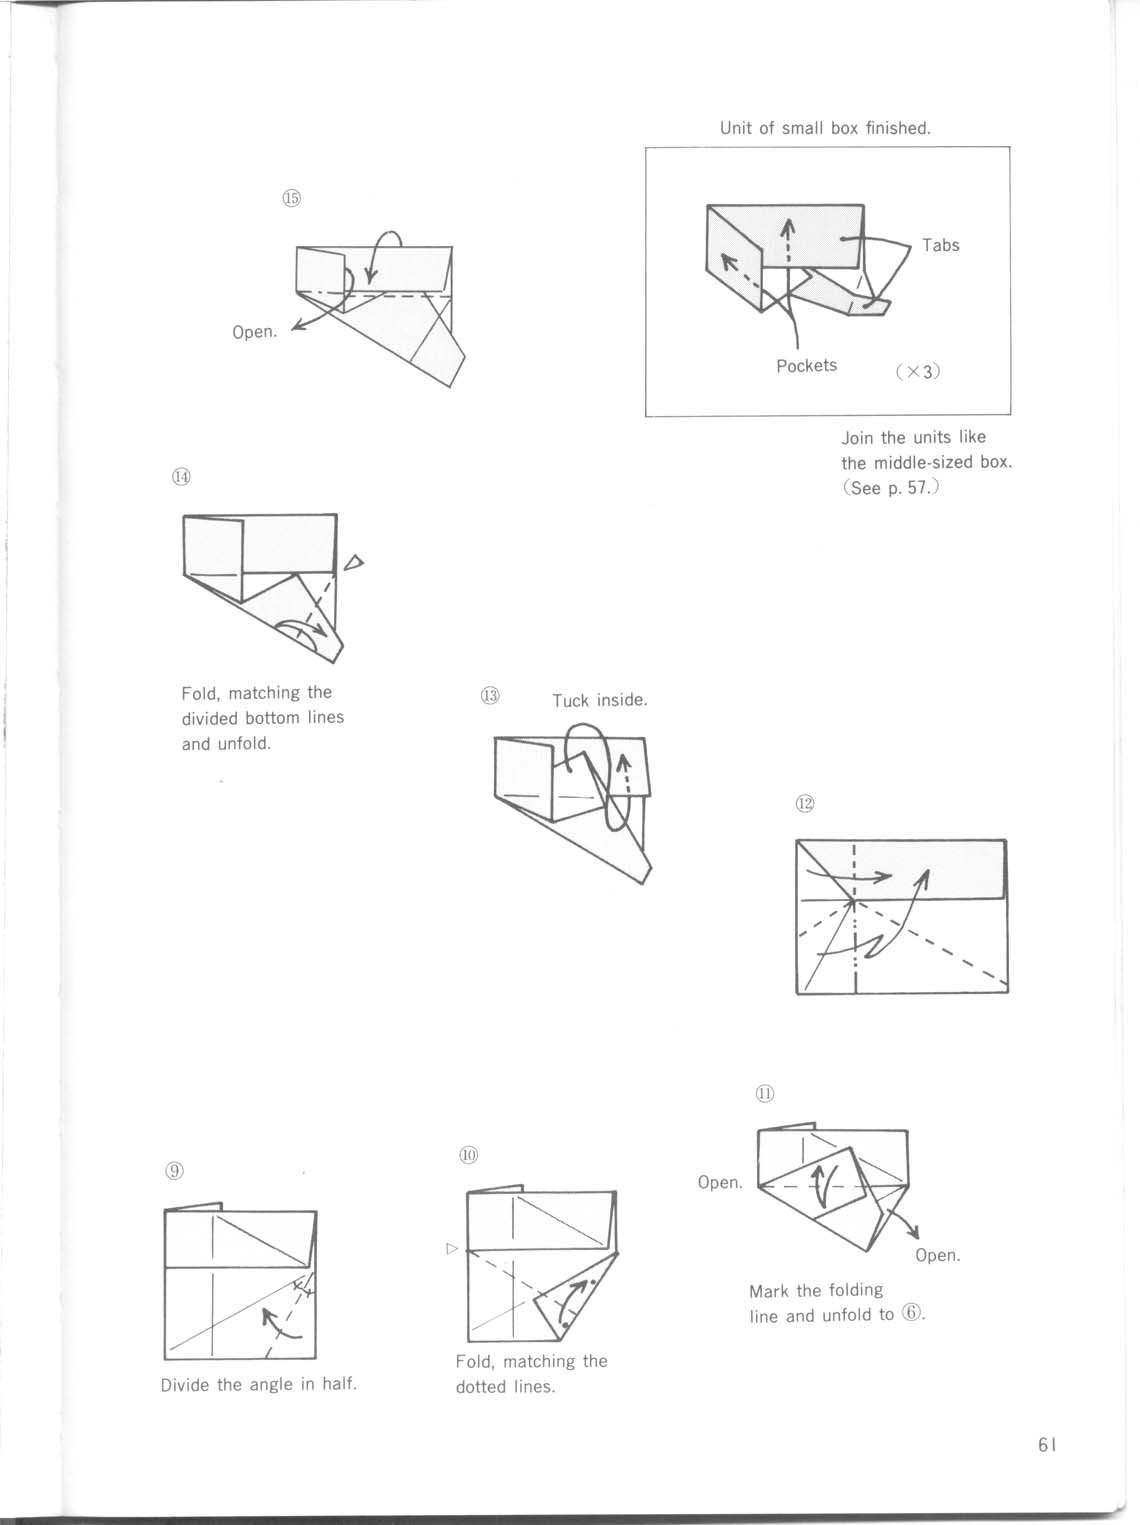 Unit of small box finished.
⑮
Tabs
Open.
Pockets
(×3)
Join the units like
the middle-sized box.
(See p. 57.)
⑭
Fold, matching the
divided bottom lines
and unfold.
⑬
Tuck inside.
⑫
⑪
Open.
Open.
Mark the folding
line and unfold to ⑥.
⑩
Fold, matching the
dotted lines.
⑨
Divide the angle in half.
61